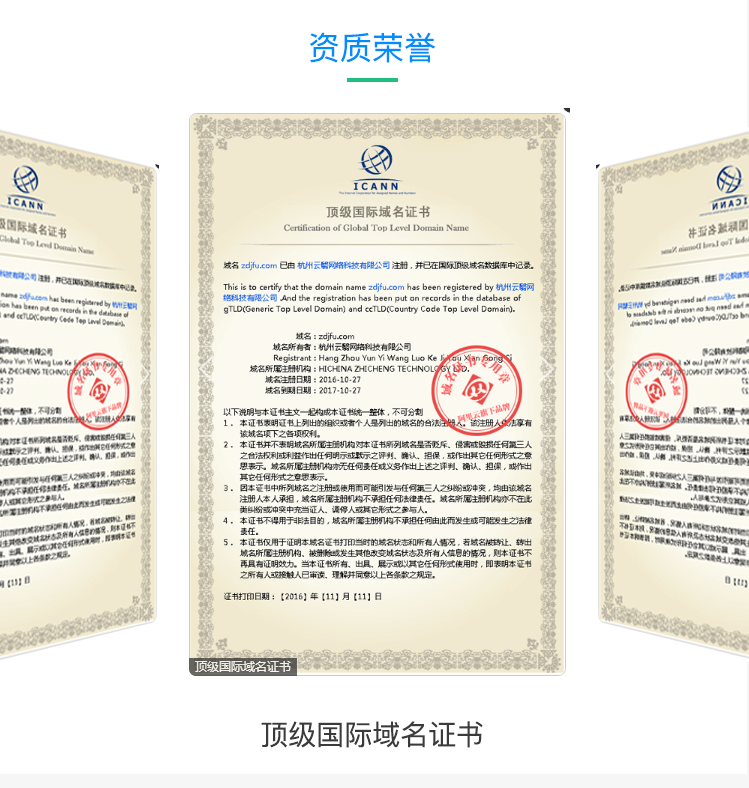 资质荣誉
ICANN
顶级国际域名证书
Certification of Global Top Level Domain Name
域名 zdjfu.com 已由 杭州云驿网络科技有限公司 注册，并已在国际顶级域名数据库中记录。
This is to certify that the domain name zdjfu.com has been registered by 杭州云驿网
络科技有限公司 .And the registration has been put on records in the database of
gTLD(Generic Top Level Domain) and ccTLD(Country Code Top Level Domain).
域名：zdjfu.com
域名所有者：杭州云驿网络科技有限公司
Registrant：Hang Zhou Yun Yi Wang Luo Ke Ji You Xian Gong Si
域名所属注册机构：HICHINA ZHICHENG TECHNOLOGY LTD.
域名注册日期：2016-10-27
域名到期日期：2017-10-27
以下说明与本证书主文一起构成本证书统一整体，不可分割
1、 本证书表明证书上列出的组织或者个人是列出的域名的合法注册人。该注册人依法享有
该域名项下之各项权利。
2、 本证书并不表明域名所属注册机构对本证书所列域名是否贬斥、侵害或损毁任何第三人
之合法权利或利益作出任何明示或默示之评判、确认、担保，或作出其它任何形式之意
思表示。域名所属注册机构亦无任何责任或义务作出上述之评判、确认、担保，或作出
其它任何形式之意思表示。
3、 因本证书中所列域名之注册或使用而可能引发与任何第三人之纠纷或冲突，均由该域名
注册人本人承担，域名所属注册机构不承担任何法律责任。域名所属注册机构亦不在此
类纠纷或冲突中充当证人、调停人或其它形式之参与人。
4、 本证书不得用于非法目的，域名所属注册机构不承担任何由此而发生或可能发生之法律
责任。
5、 本证书仅用于证明本域名证书打印当时的域名状态和所有人情况，若域名被转让、转出
域名所属注册机构、被删除或发生其他改变域名状态及所有人信息的情况，则本证书不
再具有证明效力。当本证书所有、出具、展示或以其它任何形式使用时，即表明本证书
之所有人或接触人已审读、理解并同意以上各条款之规定。
证书打印日期：【2016】年【11】月【11】日
域名证书专用章
阿里云旗下品牌
顶级国际域名证书
顶级国际域名证书